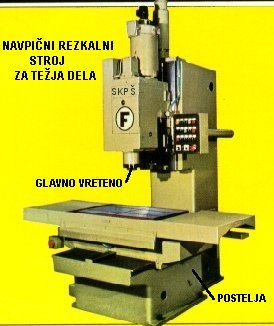 NAVPIČNI REZKALNI
STROJ
ZA TEŽJA DELA
SKPŠ
F
GLAVNO VRETENO
POSTELJA